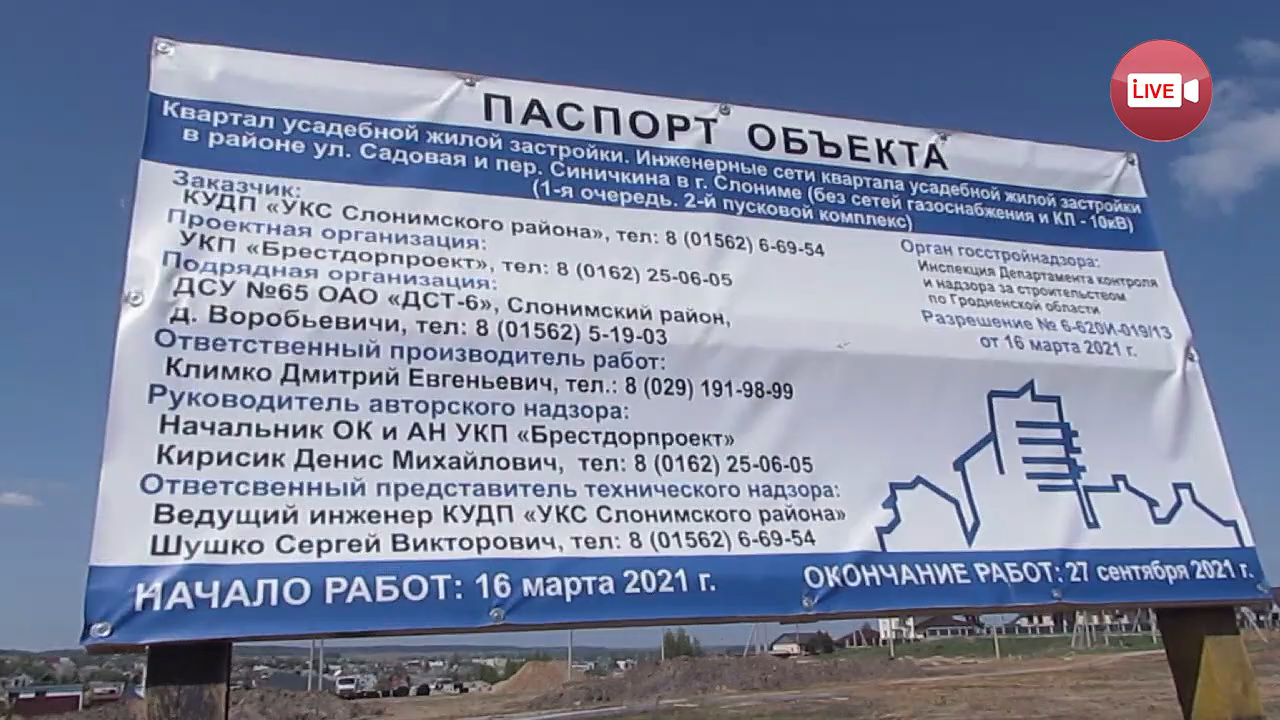 LIVE
ПАСПОРТ ОБЪЕКТА
Квартал усадебной жилой застройки. Инженерные сети квартала усадебной жилой застройки
в районе ул. Садовая и пер. Синичкина в г. Слониме (без сетей газоснабжения и КЛ - 10кВ)
(1-я очередь. 2-й пусковой комплекс)
Заказчик:
КУДП «УКС Слонимского района», тел: 8 (01562) 6-69-54
Проектная организация:
УКП «Брестдорпроект», тел: 8 (0162) 25-06-05
Подрядная организация:
ДСУ №65 ОАО «ДСТ-6», Слонимский район,
д. Воробьевичи, тел: 8 (01562) 5-19-03
Ответственный производитель работ:
Климко Дмитрий Евгеньевич, тел.: 8 (029) 191-98-99
Руководитель авторского надзора:
Начальник ОК и АН УКП «Брестдорпроект»
Кирисик Денис Михайлович, тел: 8 (0162) 25-06-05
Ответсвенный представитель технического надзора:
Ведущий инженер КУДП «УКС Слонимского района»
Шушко Сергей Викторович, тел: 8 (01562) 6-69-54
Орган госстройнадзора:
Инспекция Департамента контроля
и надзора за строительством
по Гродненской области
Разрешение № 6-620И-019/13
от 16 марта 2021 г.
НАЧАЛО РАБОТ: 16 марта 2021 г.
ОКОНЧАНИЕ РАБОТ: 27 сентября 2021 г.